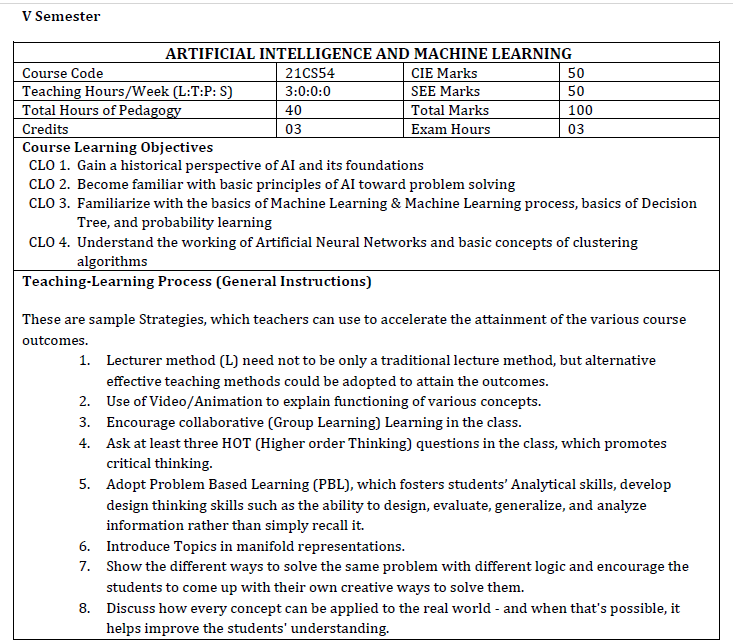 V Semester
ARTIFICIAL INTELLIGENCE AND MACHINE LEARNING
Course Code 21CS54 CIE Marks 50
Teaching Hours/Week (L:T:P: S) 3:0:0:0 SEE Marks 50
Total Hours of Pedagogy 40 Total Marks 100
Credits 03 Exam Hours 03
Course Learning Objectives
CLO 1. Gain a historical perspective of AI and its foundations
CLO 2. Become familiar with basic principles of AI toward problem solving
CLO 3. Familiarize with the basics of Machine Learning & Machine Learning process, basics of Decision
Tree, and probability learning
CLO 4. Understand the working of Artificial Neural Networks and basic concepts of clustering
algorithms
Teaching-Learning Process (General Instructions)
These are sample Strategies, which teachers can use to accelerate the attainment of the various course
outcomes.
1. Lecturer method (L) need not to be only a traditional lecture method, but alternative
effective teaching methods could be adopted to attain the outcomes.
2. Use of Video/Animation to explain functioning of various concepts.
3. Encourage collaborative (Group Learning) Learning in the class.
4. Ask at least three HOT (Higher order Thinking) questions in the class, which promotes
critical thinking.
5. Adopt Problem Based Learning (PBL), which fosters students’ Analytical skills, develop
design thinking skills such as the ability to design, evaluate, generalize, and analyze
information rather than simply recall it.
6. Introduce Topics in manifold representations.
7. Show the different ways to solve the same problem with different logic and encourage the
students to come up with their own creative ways to solve them.
8. Discuss how every concept can be applied to the real world - and when that's possible, it
helps improve the students' understanding.